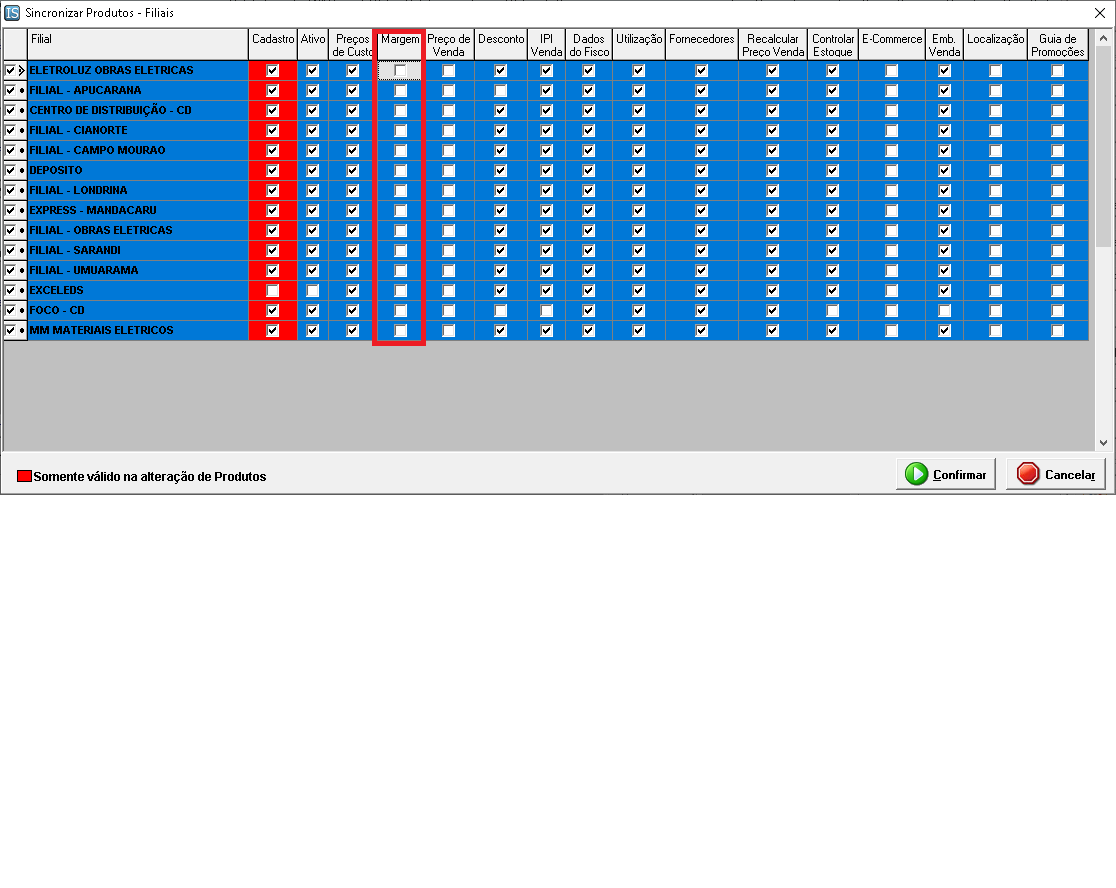 IS Sincronizar Produtos - Filiais
Filial Cadastro Ativo Preços de Custo Margem Preço de Venda Desconto IPI Venda Dados do Fisco Utilização Fornecedores Recalcular Preço Venda Controlar Estoque E-Commerce Emb. Venda Localização Guia de Promoções
ELETROLUZ OBRAS ELETRICAS
FILIAL - APUCARANA
CENTRO DE DISTRIBUIÇÃO - CD
FILIAL - CIANORTE
FILIAL - CAMPO MOURAO
DEPOSITO
FILIAL - LONDRINA
EXPRESS - MANDACARU
FILIAL - OBRAS ELETRICAS
FILIAL - SARANDI
FILIAL - UMUARAMA
EXCELEDS
FOCO - CD
MM MATERIAIS ELETRICOS
Somente válido na alteração de Produtos
Confirmar
Cancelar